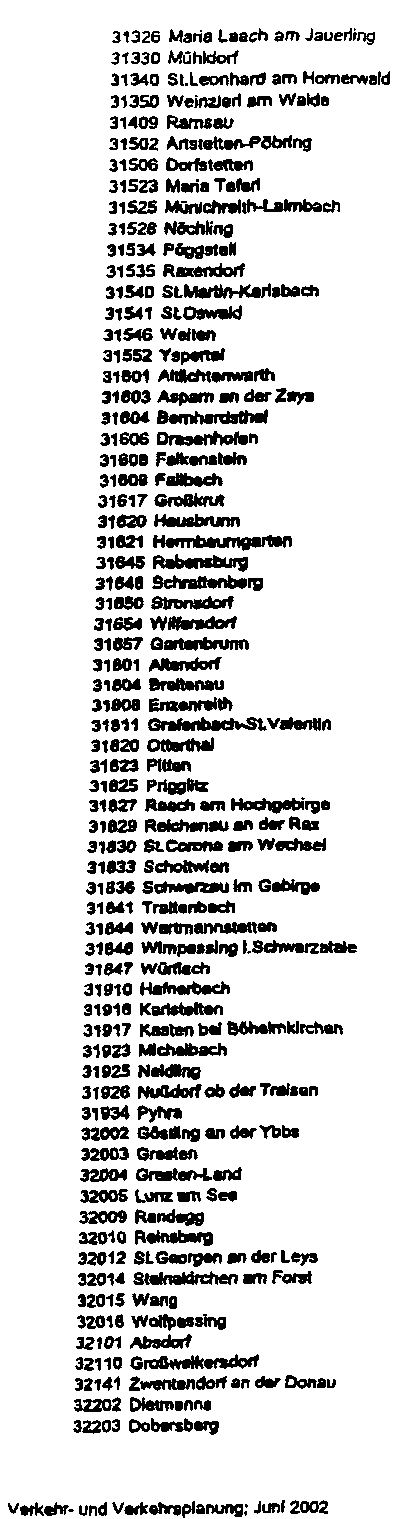 31326 Maria Laach am Jauerling
31330 Mühldorf
31340 St.Leonhard am Hornerwald
31350 Weinzierl am Walde
31409 Ramsau
31502 Artstetten-Pöbring
31506 Dorfstetten
31523 Maria Taferl
31525 Münichreith-Laimbach
31528 Nöchling
31534 Pöggstall
31535 Raxendorf
31540 St.Martin-Karlsbach
31541 St.Oswald
31546 Weiten
31552 Yspertal
31601 Altlichtenwarth
31603 Asparn an der Zaya
31604 Bernhardsthal
31606 Drasenhofen
31608 Falkenstein
31609 Fallbach
31617 Großkrut
31620 Hausbrunn
31621 Herrnbaumgarten
31645 Rabensburg
31646 Schrattenberg
31650 Stronsdorf
31654 Wilfersdorf
31657 Gartenbrunn
31801 Altendorf
31804 Breitenau
31808 Enzenreith
31811 Grafenbach-St.Valentin
31820 Otterthal
31823 Pitten
31825 Prigglitz
31827 Raach am Hochgebirge
31829 Reichenau an der Rax
31830 St.Corona am Wechsel
31833 Schottwien
31836 Schwarzau im Gebirge
31841 Trattenbach
31844 Wartmannstetten
31846 Wimpassing i.Schwarzatale
31847 Würflach
31910 Hafnerbach
31916 Karlstetten
31917 Kasten bei Böheimkirchen
31923 Michelbach
31925 Neidling
31926 Nußdorf ob der Traisen
31934 Pyhra
32002 Göstling an der Ybbs
32003 Gresten
32004 Gresten-Land
32005 Lunz am See
32009 Randegg
32010 Reinsberg
32012 St.Georgen an der Leys
32014 Steinakirchen am Forst
32015 Wang
32016 Wolfpassing
32101 Absdorf
32110 Großweikersdorf
32141 Zwentendorf an der Donau
32202 Dietmanns
32203 Dobersberg
Verkehr- und Verkehrsplanung; Juni 2002